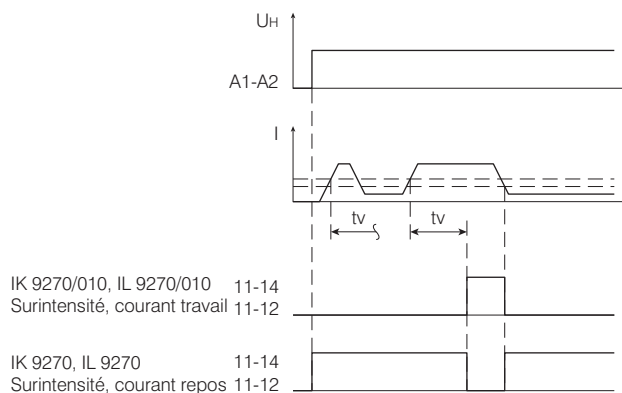 UH
A1-A2
I
tv tv
IK 9270/010, IL 9270/010 11-14
Surintensité, courant travail 11-12
IK 9270, IL 9270 11-14
Surintensité, courant repos 11-12